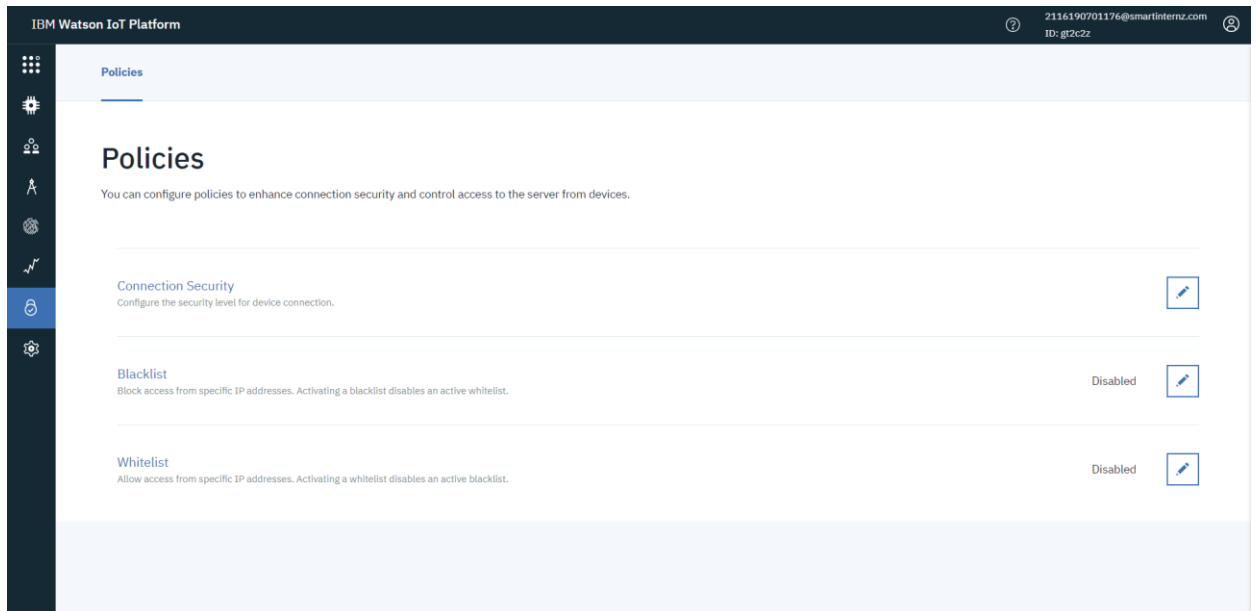 IBM Watson IoT Platform
2116190701176@smartinternz.com
ID: gt2c2z
Policies
Policies
You can configure policies to enhance connection security and control access to the server from devices.
Connection Security
Configure the security level for device connection.
Blacklist
Block access from specific IP addresses. Activating a blacklist disables an active whitelist.
Disabled
Whitelist
Allow access from specific IP addresses. Activating a whitelist disables an active blacklist.
Disabled